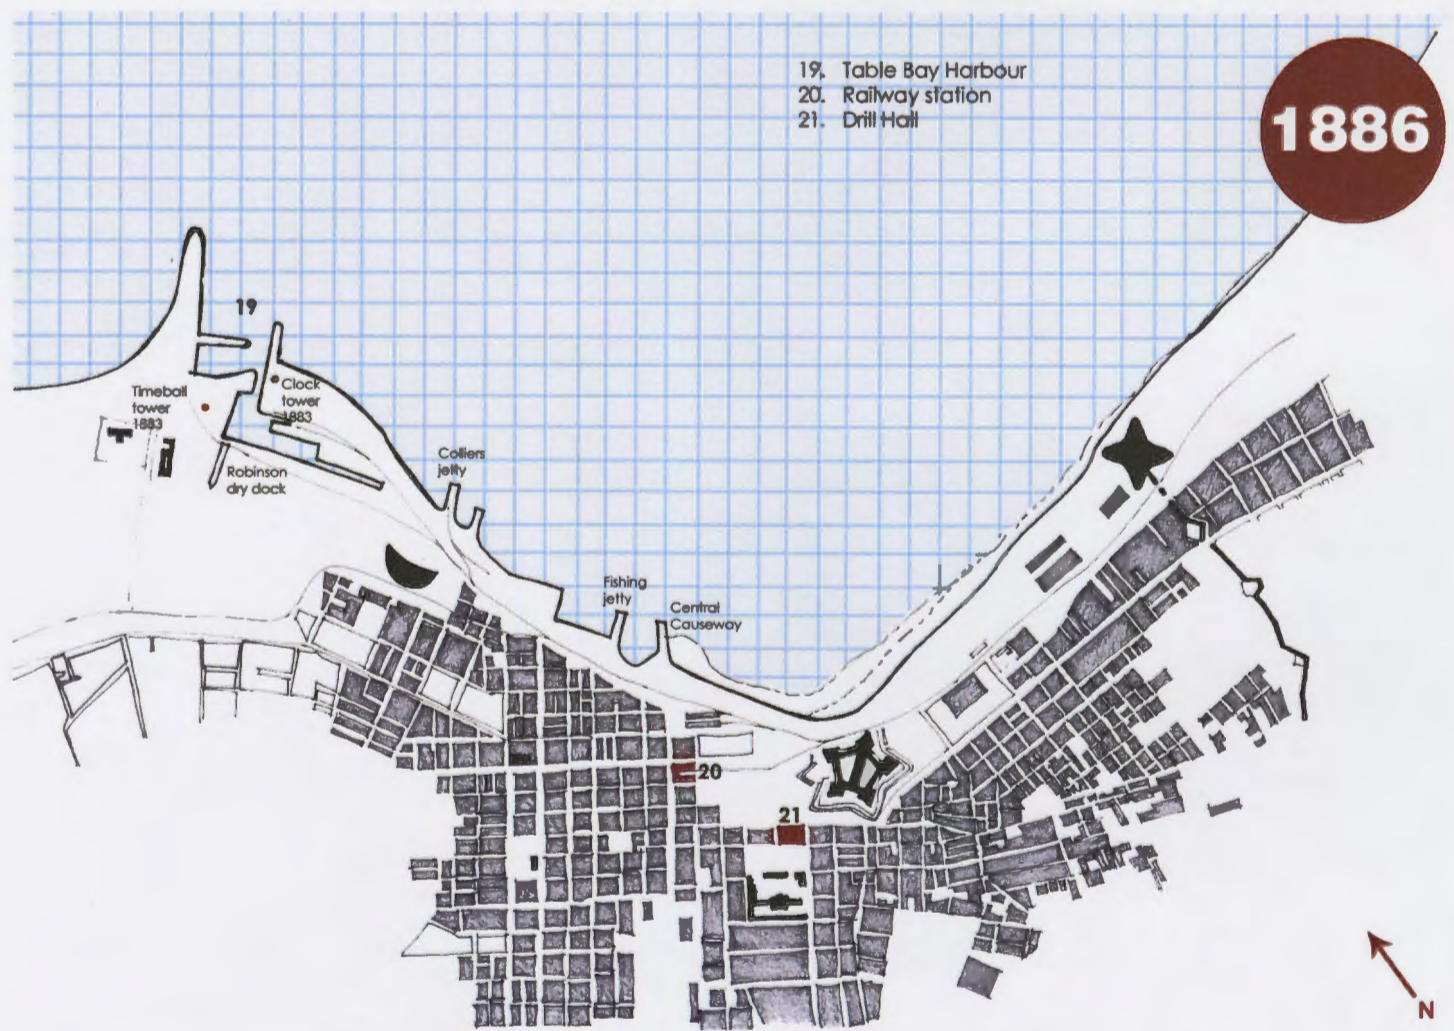 19. Table Bay Harbour
20. Railway station
21. Drill Hall
1886
19
Timeball
tower
1883
Clock
tower
1883
Robinson
dry dock
Colliers
jetty
Fishing
jetty
Central
Causeway
20
21
N